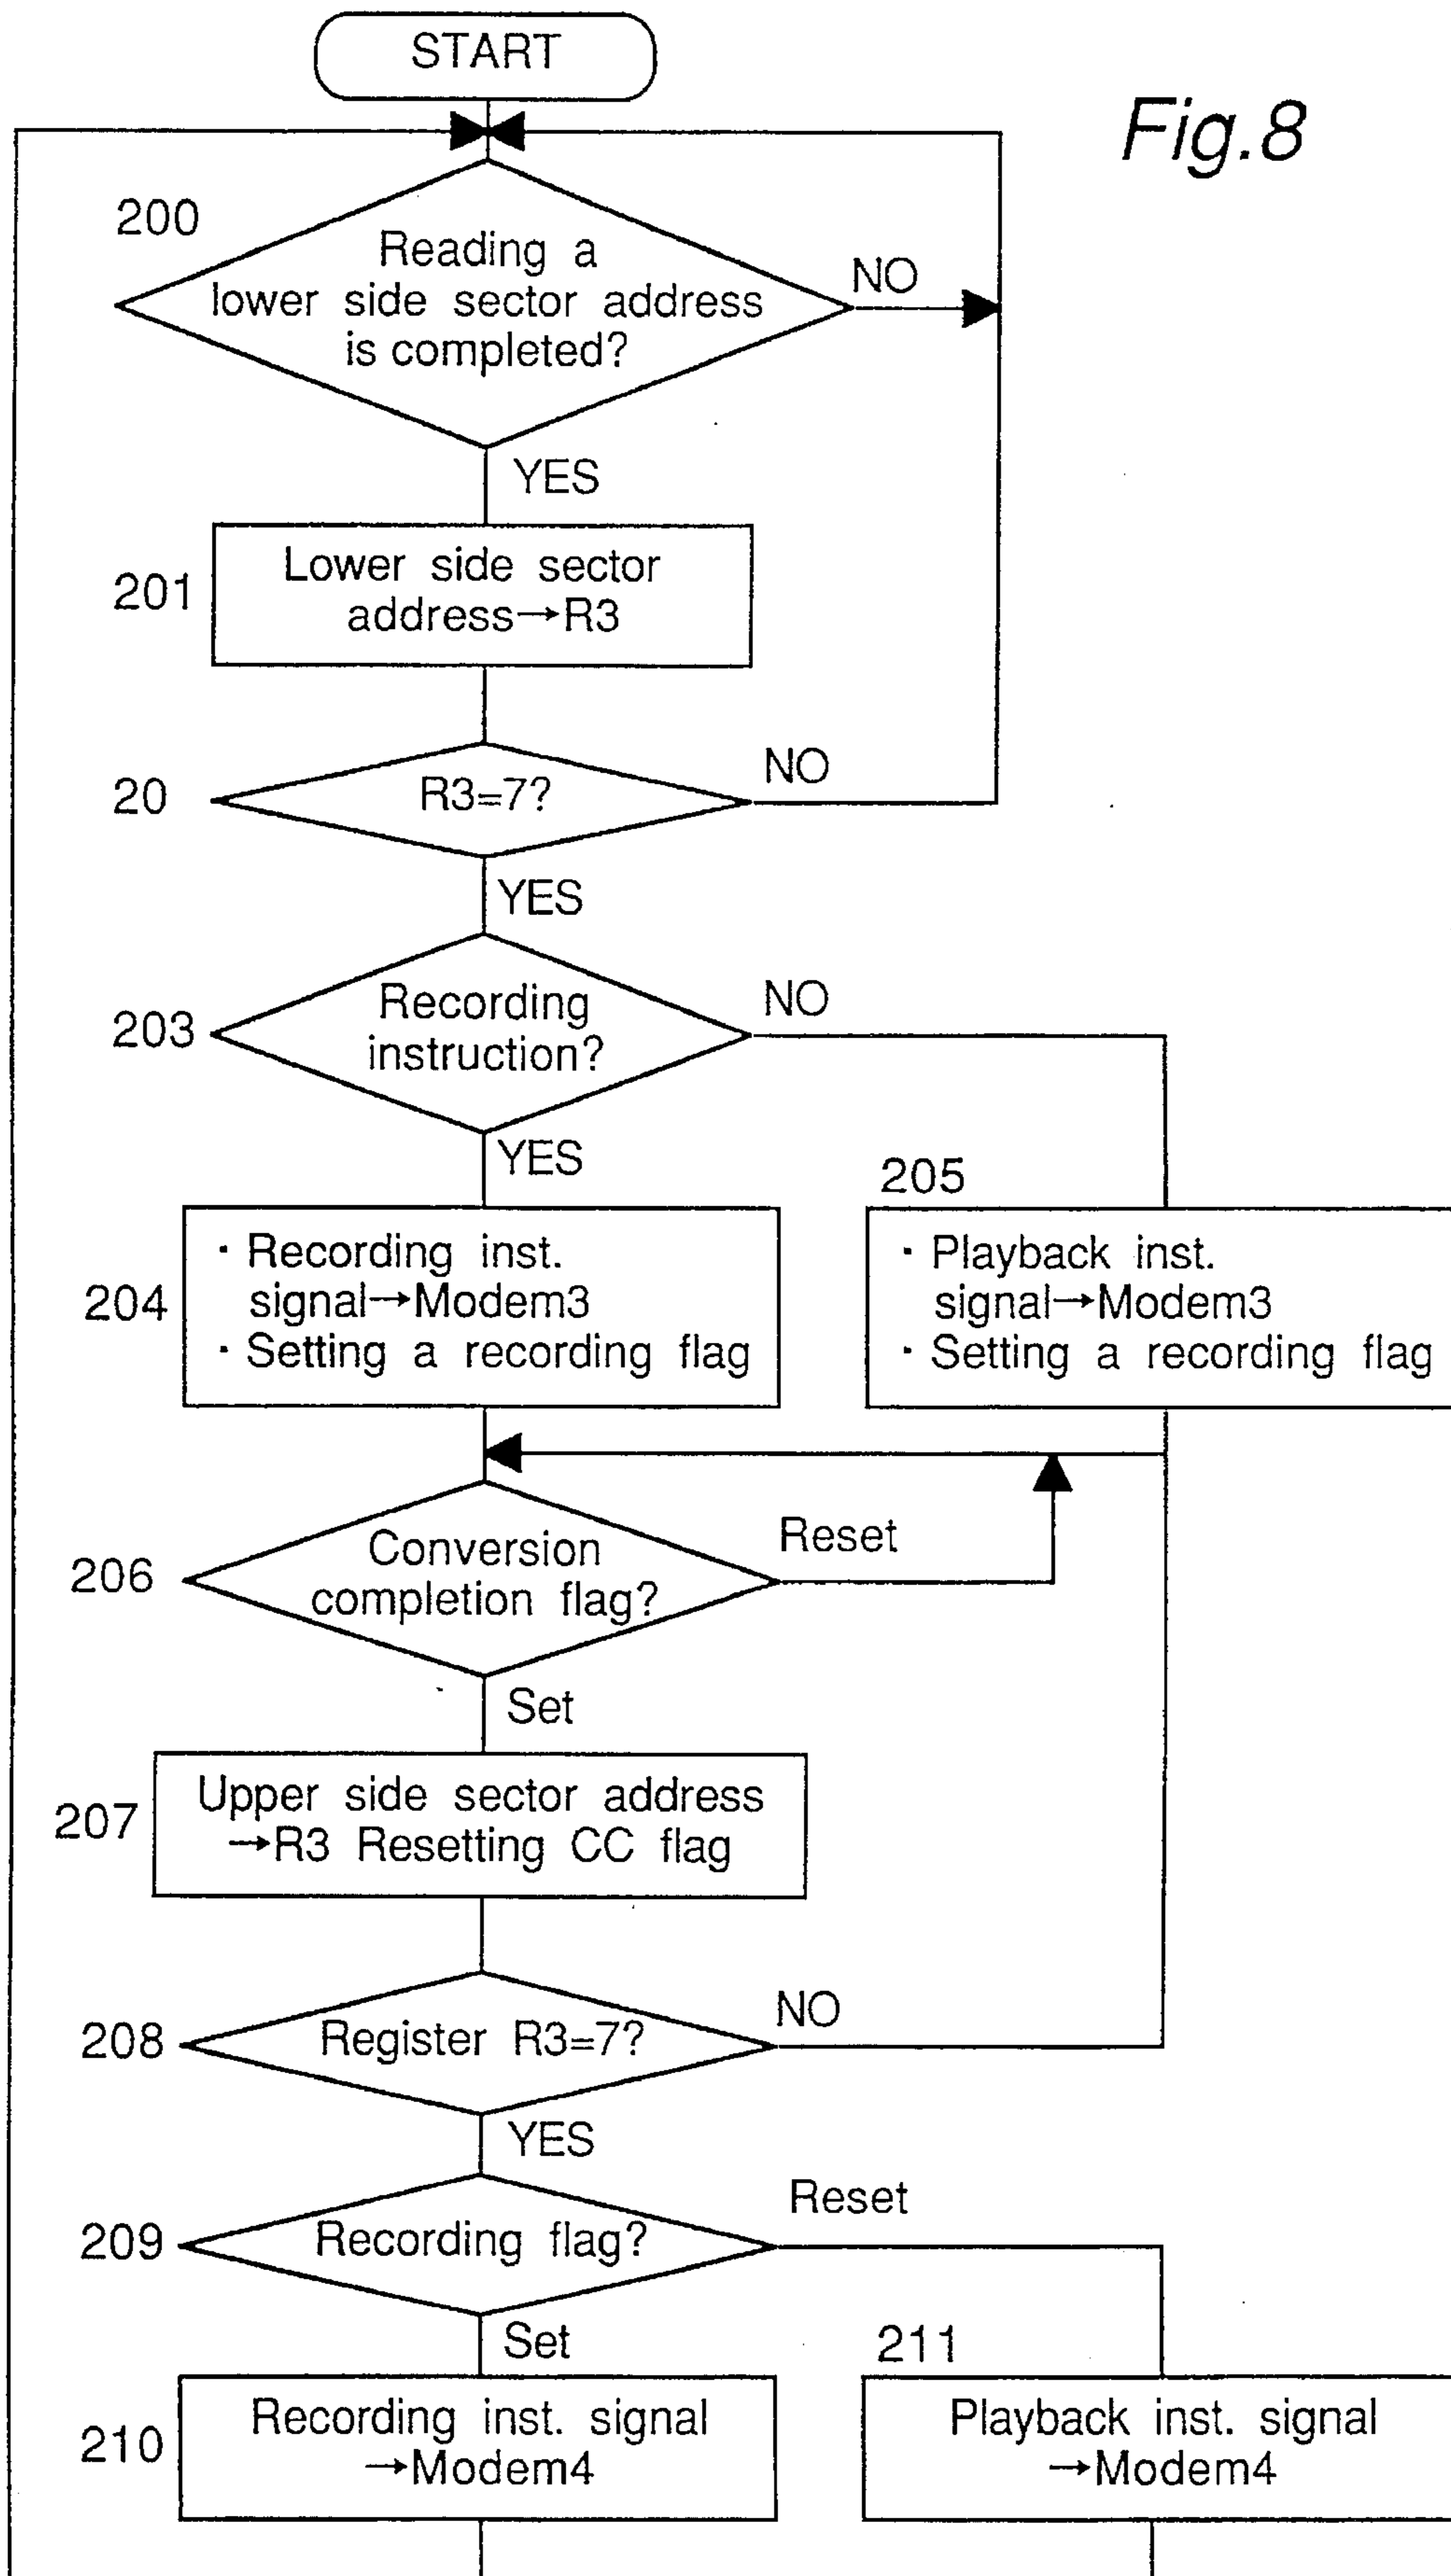 START
Fig.8
200
Reading a
lower side sector address
is completed?
NO
YES
201
Lower side sector
address→R3
20
R3=7?
NO
YES
203
Recording
instruction?
NO
YES
204
· Recording inst.
signal→Modem3
· Setting a recording flag
205
· Playback inst.
signal→Modem3
· Setting a recording flag
206
Conversion
completion flag?
Reset
Set
207
Upper side sector address
→R3 Resetting CC flag
208
Register R3=7?
NO
YES
209
Recording flag?
Reset
Set
210
Recording inst. signal
→Modem4
211
Playback inst. signal
→Modem4